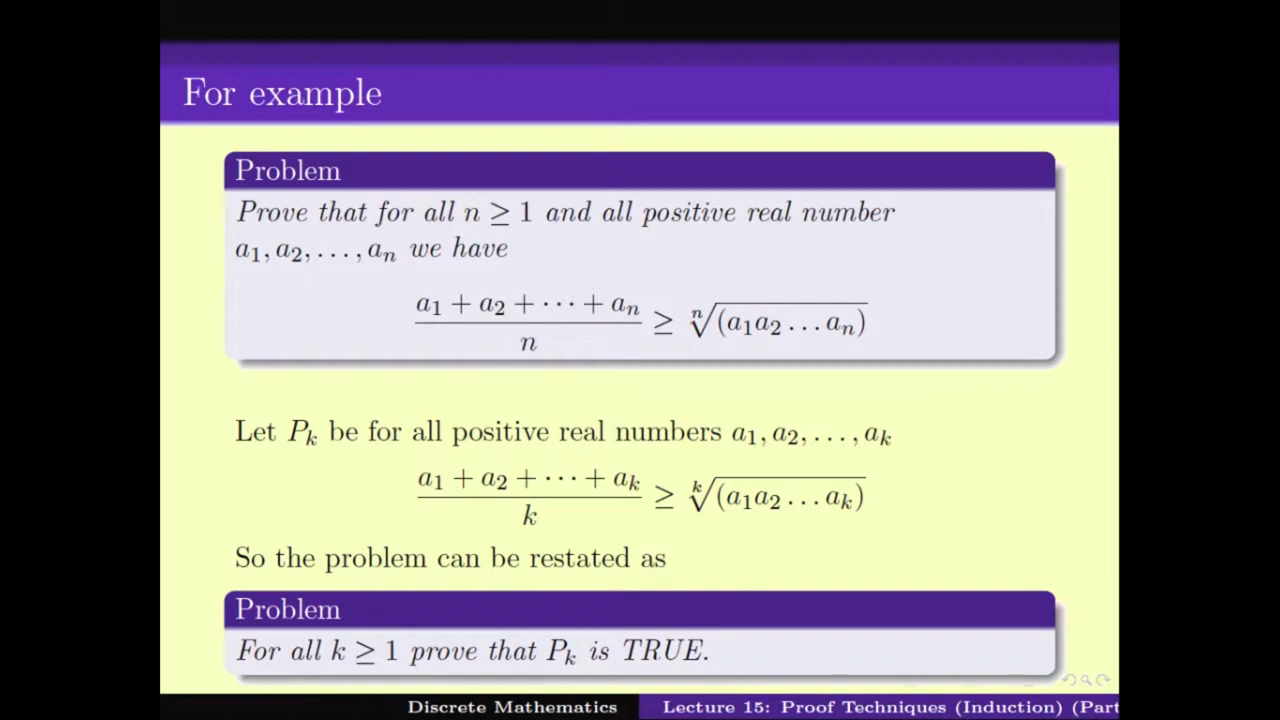 For example
Problem
Prove that for all n ≥ 1 and all positive real number
a₁, a₂, . . . , aₙ we have
(a₁ + a₂ + · · · + aₙ)/n ≥ ⁿ√(a₁a₂ . . . aₙ)
Let Pₖ be for all positive real numbers a₁, a₂, . . . , aₖ
(a₁ + a₂ + · · · + aₖ)/k ≥ ᵏ√(a₁a₂ . . . aₖ)
So the problem can be restated as
Problem
For all k ≥ 1 prove that Pₖ is TRUE.
Discrete Mathematics Lecture 15: Proof Techniques (Induction) (Part